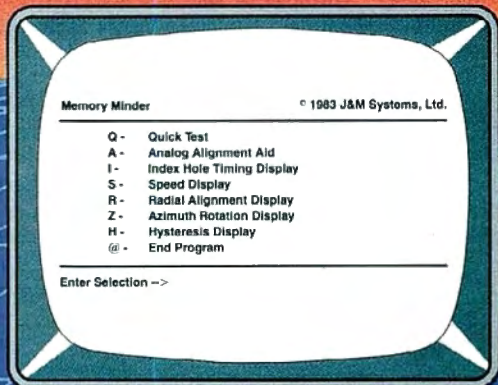 Memory Minder © 1983 J&M Systoms, Ltd.
Q - Quick Test
A - Analog Alignment Aid
I - Index Hole Timing Display
S - Speed Display
R - Radial Alignment Display
Z - Azimuth Rotation Display
H - Hysteresis Display
@ - End Program
Enter Selection -->